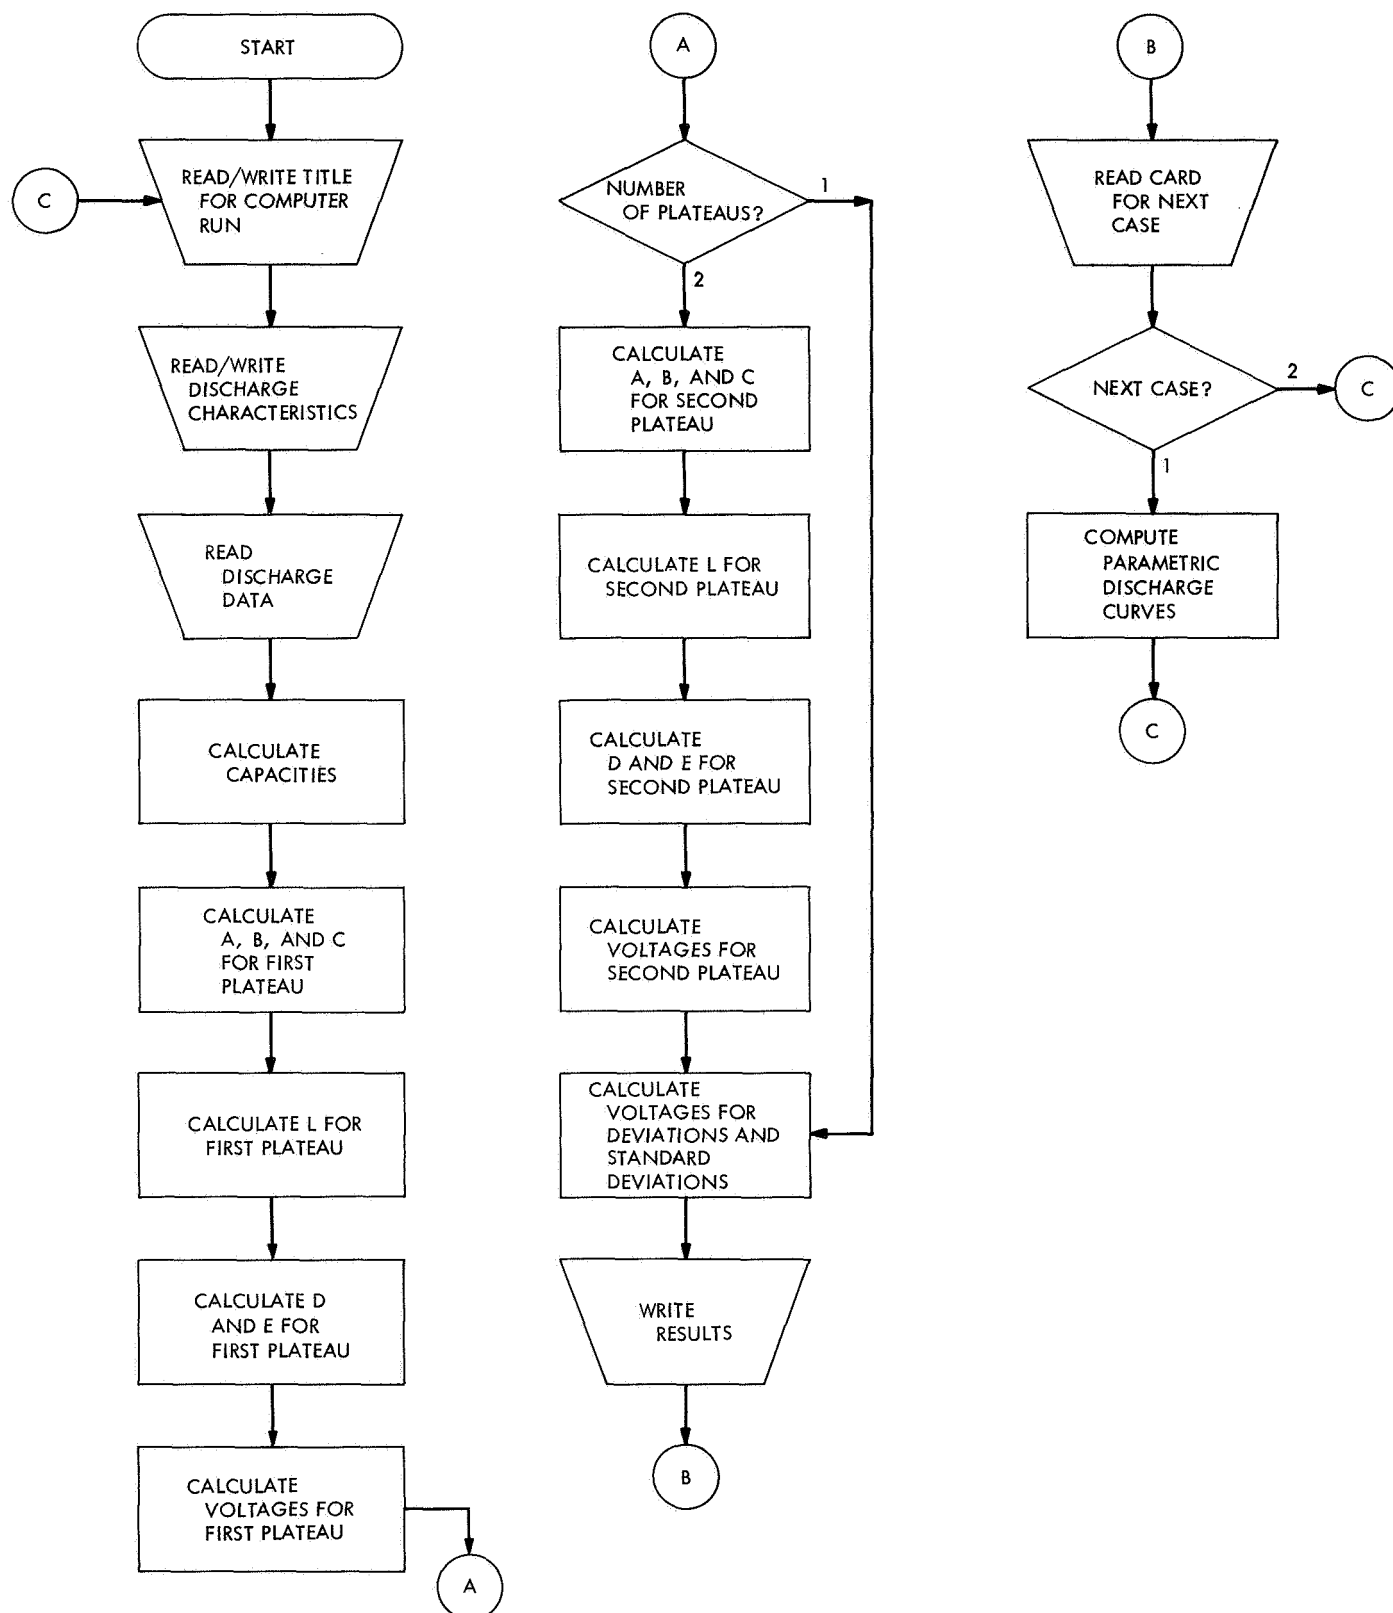 START
C
READ/WRITE TITLE
FOR COMPUTER
RUN
READ/WRITE
DISCHARGE
CHARACTERISTICS
READ
DISCHARGE
DATA
CALCULATE
CAPACITIES
CALCULATE
A, B, AND C
FOR FIRST
PLATEAU
CALCULATE L FOR
FIRST PLATEAU
CALCULATE D
AND E FOR
FIRST PLATEAU
CALCULATE
VOLTAGES FOR
FIRST PLATEAU
A
A
NUMBER
OF PLATEAUS?
1
2
CALCULATE
A, B, AND C
FOR SECOND
PLATEAU
CALCULATE L FOR
SECOND PLATEAU
CALCULATE
D AND E FOR
SECOND PLATEAU
CALCULATE
VOLTAGES FOR
SECOND PLATEAU
CALCULATE
VOLTAGES FOR
DEVIATIONS AND
STANDARD
DEVIATIONS
WRITE
RESULTS
B
B
READ CARD
FOR NEXT
CASE
NEXT CASE?
2
C
1
COMPUTE
PARAMETRIC
DISCHARGE
CURVES
C